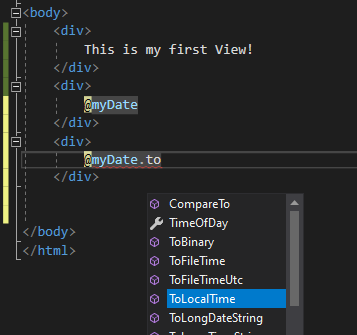 <body>
<div>
This is my first View!
</div>
<div>
@myDate
</div>
<div>
@myDate.to
</div>
CompareTo
TimeOfDay
ToBinary
ToFileTime
ToFileTimeUtc
ToLocalTime
ToLongDateString
</body>
</html>